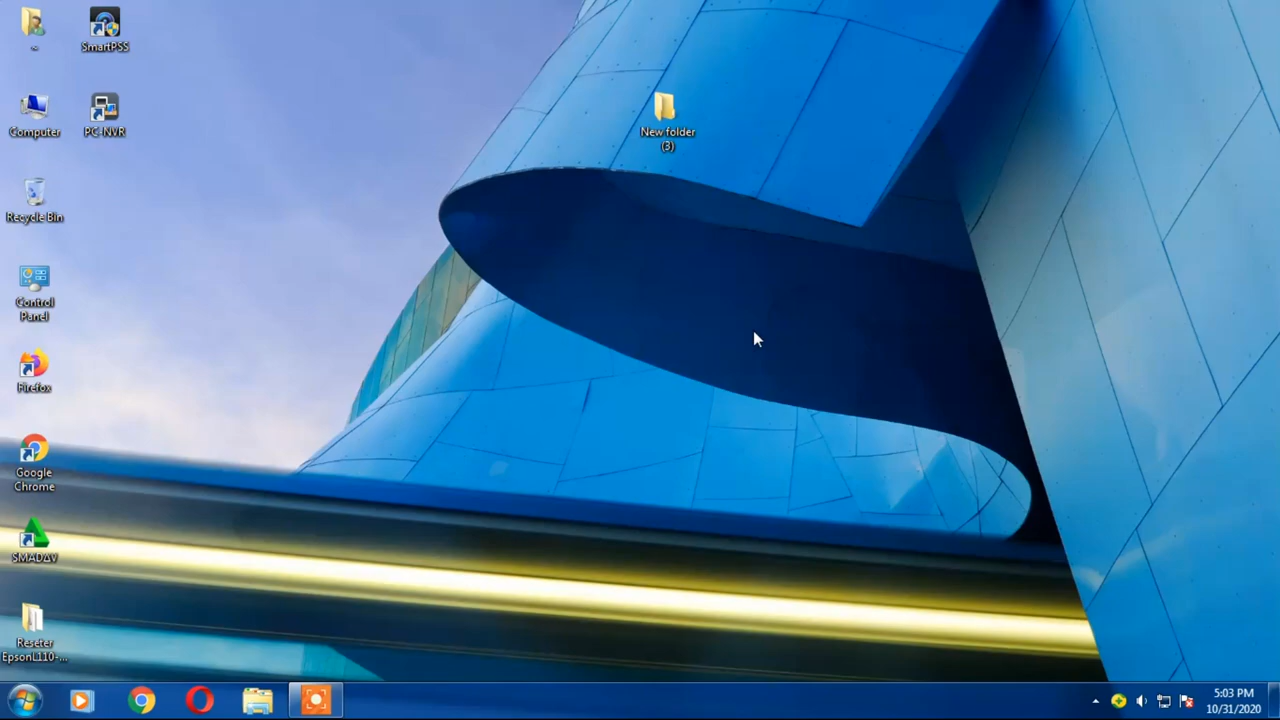 ~
SmartPSS
Computer
PC-NVR
New folder
(3)
Recycle Bin
Control
Panel
Firefox
Google
Chrome
SMADΔV
Reseter
EpsonL110-...
5:03 PM
10/31/2020